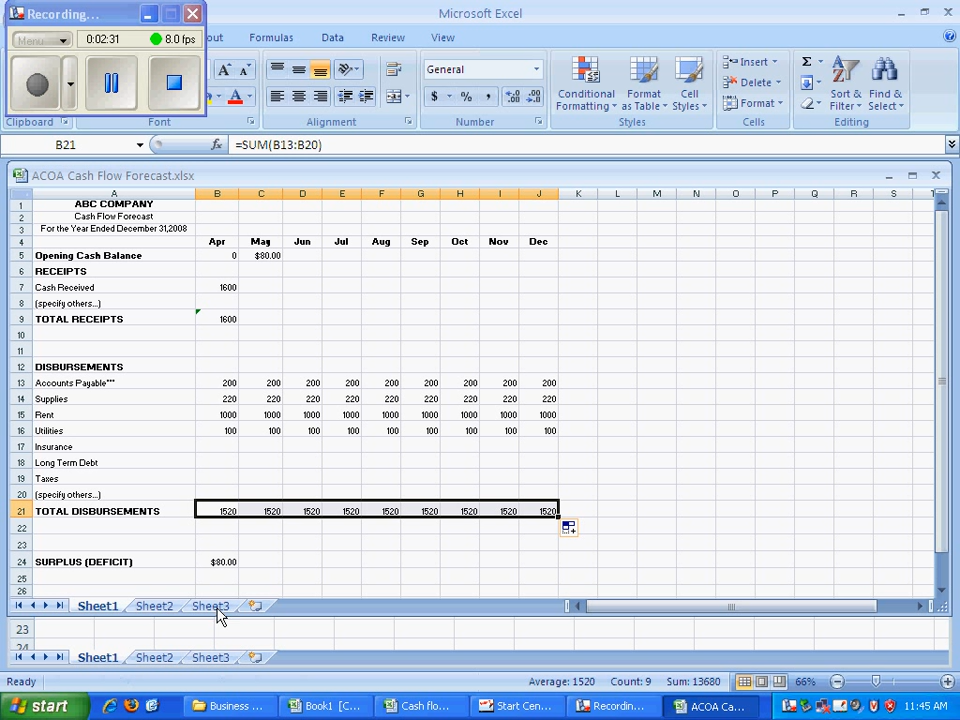 Recording...
Microsoft Excel
Menu
0:02:31
8.0 fps
out
Formulas
Data
Review
View
General
Conditional
Formatting
Format
as Table
Cell
Styles
Insert
Delete
Format
Sort &
Filter
Find &
Select
Clipboard
Font
Alignment
Number
Styles
Cells
Editing
B21
fx
=SUM(B13:B20)
ACOA Cash Flow Forecast.xlsx
A B C D E F G H I J K L M N O P Q R S T
1 ABC COMPANY
2 Cash Flow Forecast
3 For the Year Ended December 31,2008
4 Apr May Jun Jul Aug Sep Oct Nov Dec
5 Opening Cash Balance 0 $80.00
6 RECEIPTS
7 Cash Received 1600
8 (specify others...)
9 TOTAL RECEIPTS 1600
10
11
12 DISBURSEMENTS
13 Accounts Payable*** 200 200 200 200 200 200 200 200 200
14 Supplies 220 220 220 220 220 220 220 220 220
15 Rent 1000 1000 1000 1000 1000 1000 1000 1000 1000
16 Utilities 100 100 100 100 100 100 100 100 100
17 Insurance
18 Long Term Debt
19 Taxes
20 (specify others...)
21 TOTAL DISBURSEMENTS 1520 1520 1520 1520 1520 1520 1520 1520 1520
22
23
24 SURPLUS (DEFICIT) $80.00
25
26
Sheet1 Sheet2 Sheet3
23
24
Sheet1 Sheet2 Sheet3
Ready
Average: 1520 Count: 9 Sum: 13680
66%
start
Business ...
Book1 [C...
Cash flo...
Start Cen...
Recordin...
ACOA Ca...
11:45 AM